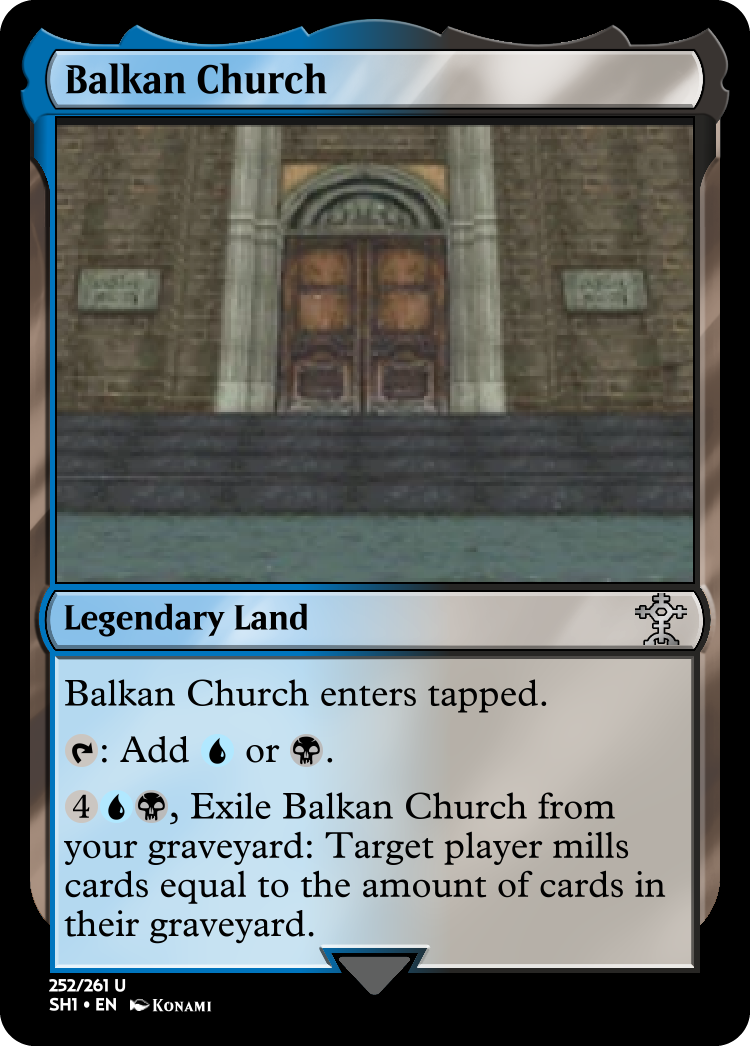 Balkan Church
Legendary Land
Balkan Church enters tapped.
: Add or .
4 , Exile Balkan Church from
your graveyard: Target player mills
cards equal to the amount of cards in
their graveyard.
252/261 U
SH1 • EN KONAMI